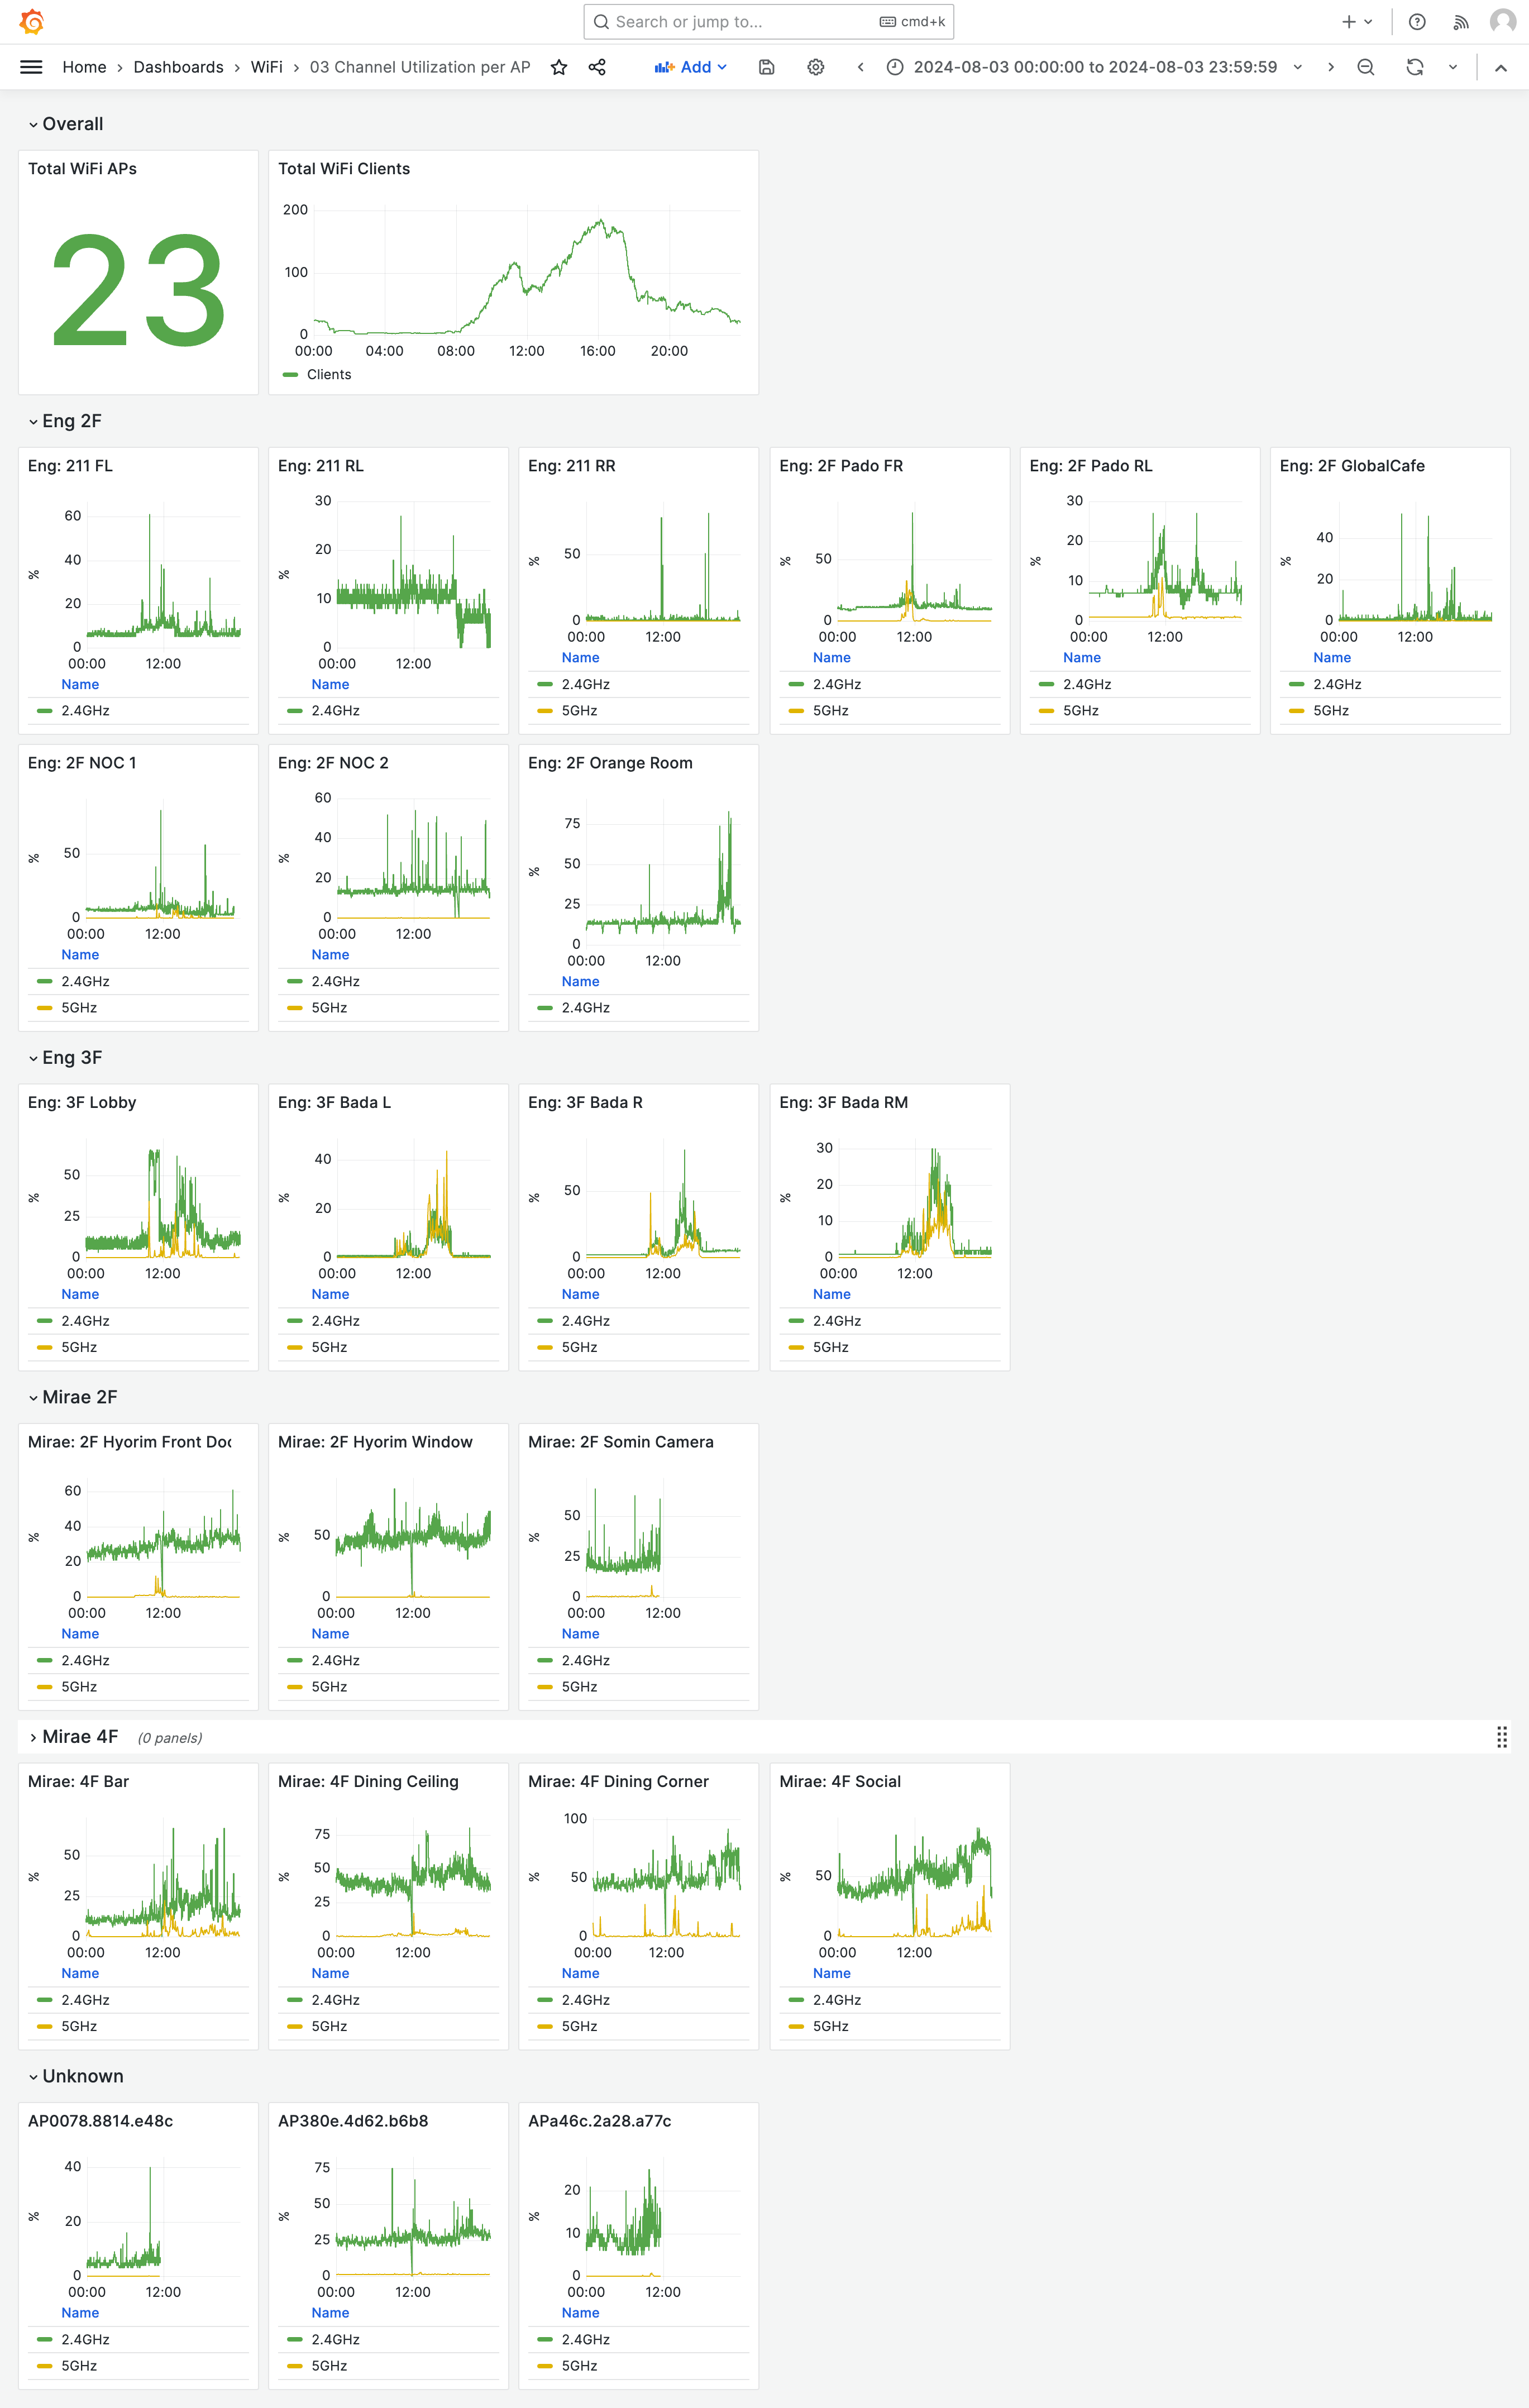 Search or jump to... cmd+k
Home › Dashboards › WiFi › 03 Channel Utilization per AP Add 2024-08-03 00:00:00 to 2024-08-03 23:59:59
Overall
Total WiFi APs
23
Total WiFi Clients
200
100
0
00:00 04:00 08:00 12:00 16:00 20:00
Clients
Eng 2F
Eng: 211 FL
60
40
20
0
%
00:00 12:00
Name
2.4GHz
Eng: 211 RL
30
20
10
0
%
00:00 12:00
Name
2.4GHz
Eng: 211 RR
50
0
%
00:00 12:00
Name
2.4GHz
5GHz
Eng: 2F Pado FR
50
0
%
00:00 12:00
Name
2.4GHz
5GHz
Eng: 2F Pado RL
30
20
10
0
%
00:00 12:00
Name
2.4GHz
5GHz
Eng: 2F GlobalCafe
40
20
0
%
00:00 12:00
Name
2.4GHz
5GHz
Eng: 2F NOC 1
50
0
%
00:00 12:00
Name
2.4GHz
5GHz
Eng: 2F NOC 2
60
40
20
0
%
00:00 12:00
Name
2.4GHz
5GHz
Eng: 2F Orange Room
75
50
25
0
%
00:00 12:00
Name
2.4GHz
Eng 3F
Eng: 3F Lobby
50
25
0
%
00:00 12:00
Name
2.4GHz
5GHz
Eng: 3F Bada L
40
20
0
%
00:00 12:00
Name
2.4GHz
5GHz
Eng: 3F Bada R
50
0
%
00:00 12:00
Name
2.4GHz
5GHz
Eng: 3F Bada RM
30
20
10
0
%
00:00 12:00
Name
2.4GHz
5GHz
Mirae 2F
Mirae: 2F Hyorim Front Doo
60
40
20
0
%
00:00 12:00
Name
2.4GHz
5GHz
Mirae: 2F Hyorim Window
50
0
%
00:00 12:00
Name
2.4GHz
5GHz
Mirae: 2F Somin Camera
50
25
0
%
00:00 12:00
Name
2.4GHz
5GHz
Mirae 4F (0 panels)
Mirae: 4F Bar
50
25
0
%
00:00 12:00
Name
2.4GHz
5GHz
Mirae: 4F Dining Ceiling
75
50
25
0
%
00:00 12:00
Name
2.4GHz
5GHz
Mirae: 4F Dining Corner
100
50
0
%
00:00 12:00
Name
2.4GHz
5GHz
Mirae: 4F Social
50
0
%
00:00 12:00
Name
2.4GHz
5GHz
Unknown
AP0078.8814.e48c
40
20
0
%
00:00 12:00
Name
2.4GHz
5GHz
AP380e.4d62.b6b8
75
50
25
0
%
00:00 12:00
Name
2.4GHz
5GHz
APa46c.2a28.a77c
20
10
0
%
00:00 12:00
Name
2.4GHz
5GHz